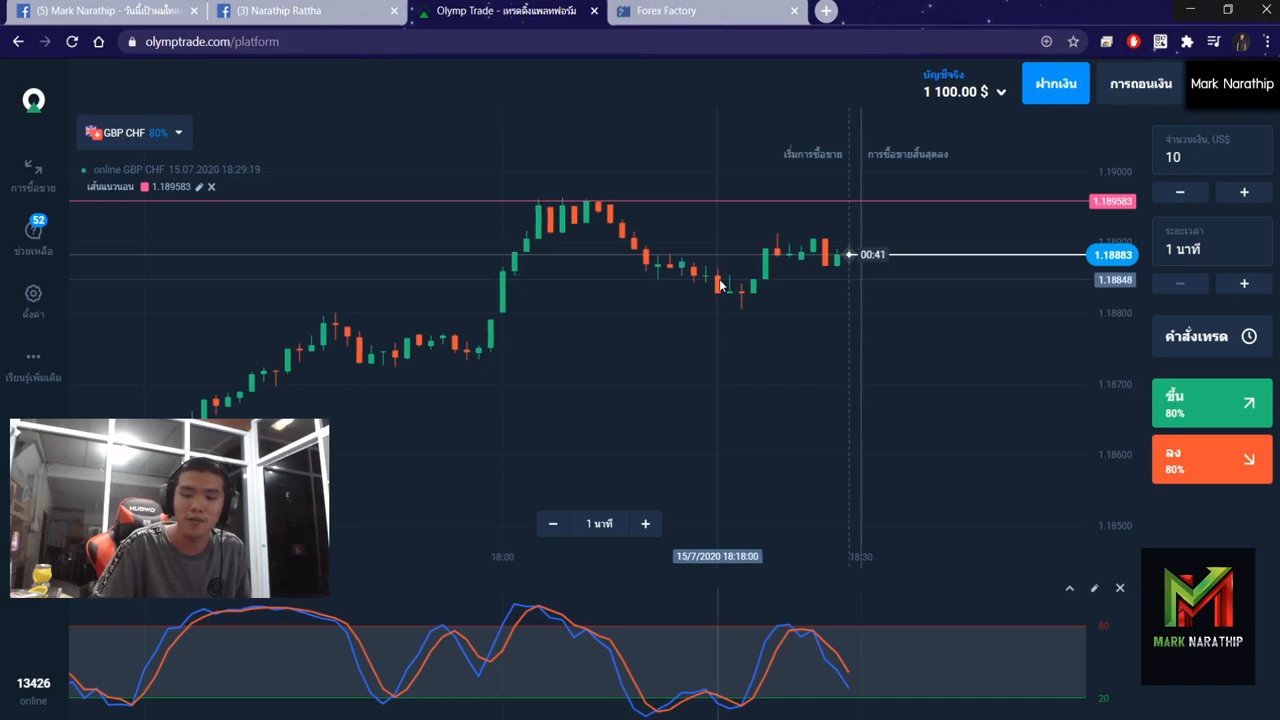 (5) Mark Narathip - วันนี้เป้าผมไหม
(3) Narathip Rattha
Olymp Trade - เทรดดิ้งแพลทฟอร์ม
Forex Factory
olymptrade.com/platform
บัญชีจริง
1 100.00 $
ฝากเงิน
การถอนเงิน
Mark Narathip
GBP CHF 80%
online GBP CHF 15.07.2020 18:29:19
เส้นแนวนอน 1.189583
เริ่มการซื้อขาย
การซื้อขายสิ้นสุดลง
การซื้อขาย
52
ช่วยเหลือ
ตั้งค่า
เรียนรู้เพิ่มเติม
1.19000
1.189583
1.18900
1.18883
1.18848
1.18800
1.18700
1.18600
1.18500
00:41
จำนวนเงิน, US$
10
ระยะเวลา
1 นาที
คำสั่งเทรด
ขึ้น
80%
ลง
80%
1 นาที
18:00
15/7/2020 18:18:00
18:30
NUBWO
80
20
13426
online
MARK NARATHIP